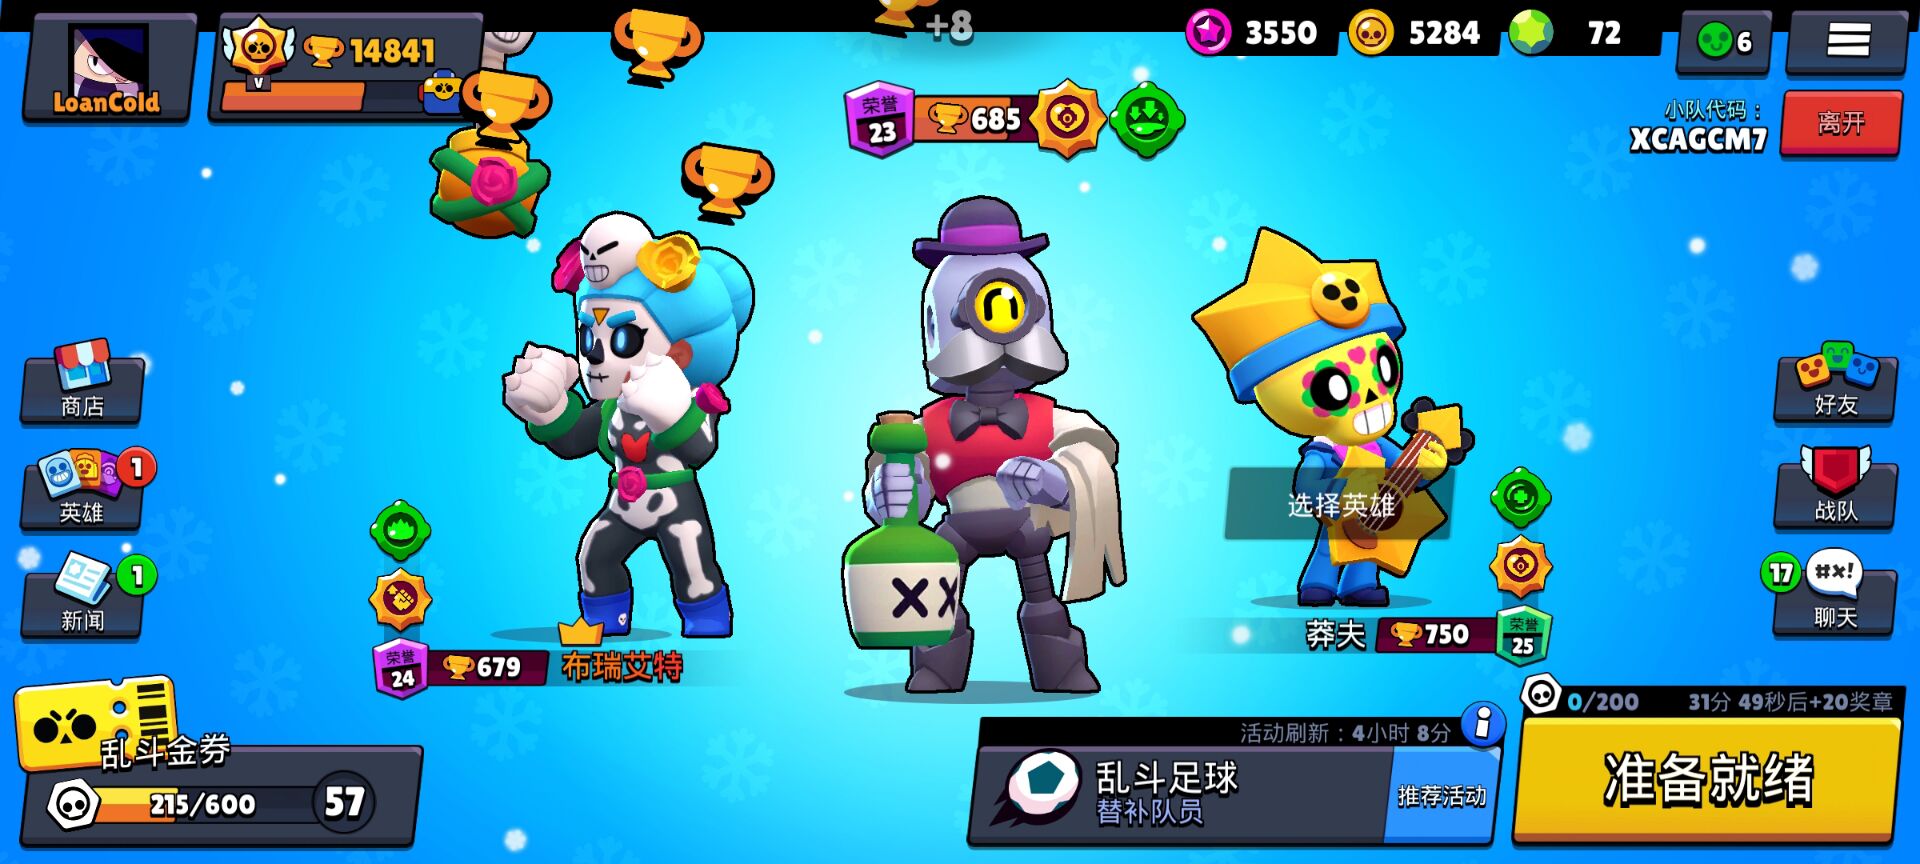 +8
3550
5284
72
6
14841
V
LoanCold
荣誉
23
685
小队代码：
XCAGCM7
离开
商店
英雄
1
新闻
1
好友
战队
17
#x!
聊天
选择英雄
XX
荣誉
24
679
布瑞艾特
莽夫
750
荣誉
25
乱斗金券
215/600
57
活动刷新：4小时 8分
i
乱斗足球
替补队员
推荐活动
0/200
31分 49秒后+20奖章
准备就绪